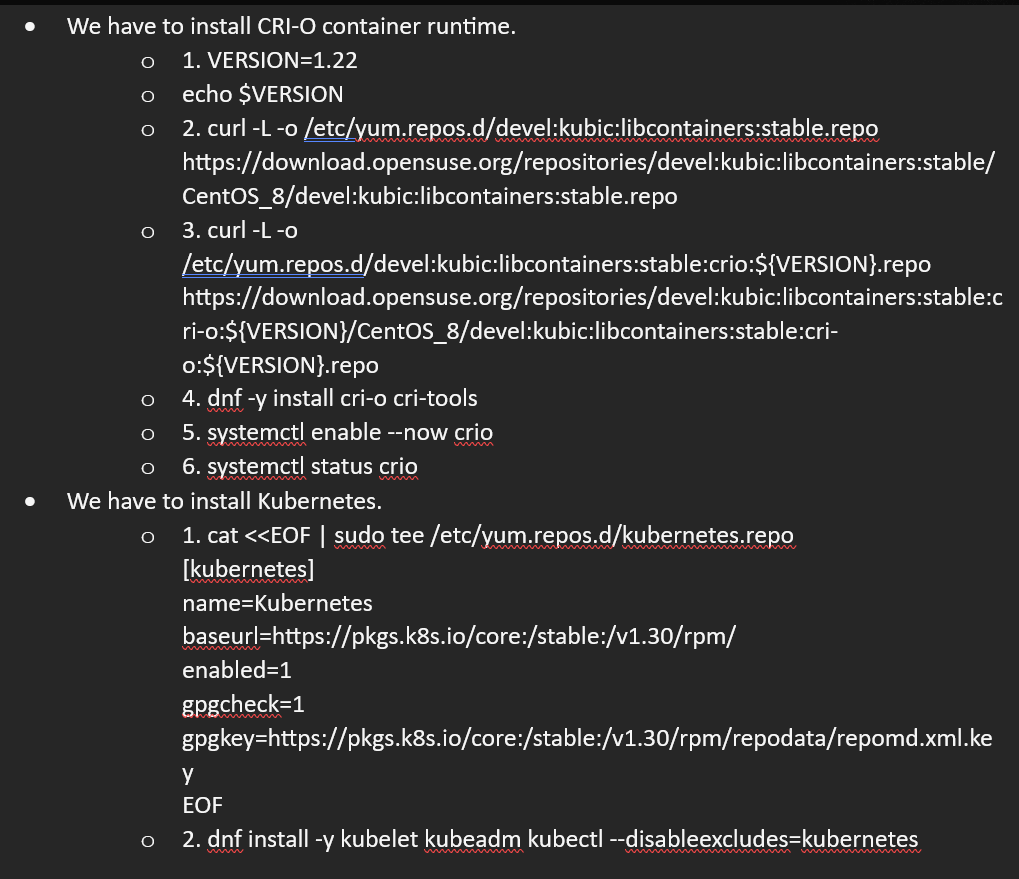 • We have to install CRI-O container runtime.
o 1. VERSION=1.22
o echo $VERSION
o 2. curl -L -o /etc/yum.repos.d/devel:kubic:libcontainers:stable.repo
https://download.opensuse.org/repositories/devel:kubic:libcontainers:stable/
CentOS_8/devel:kubic:libcontainers:stable.repo
o 3. curl -L -o
/etc/yum.repos.d/devel:kubic:libcontainers:stable:crio:${VERSION}.repo
https://download.opensuse.org/repositories/devel:kubic:libcontainers:stable:c
ri-o:${VERSION}/CentOS_8/devel:kubic:libcontainers:stable:cri-
o:${VERSION}.repo
o 4. dnf -y install cri-o cri-tools
o 5. systemctl enable --now crio
o 6. systemctl status crio
• We have to install Kubernetes.
o 1. cat <<EOF | sudo tee /etc/yum.repos.d/kubernetes.repo
[kubernetes]
name=Kubernetes
baseurl=https://pkgs.k8s.io/core:/stable:/v1.30/rpm/
enabled=1
gpgcheck=1
gpgkey=https://pkgs.k8s.io/core:/stable:/v1.30/rpm/repodata/repomd.xml.ke
y
EOF
o 2. dnf install -y kubelet kubeadm kubectl --disableexcludes=kubernetes